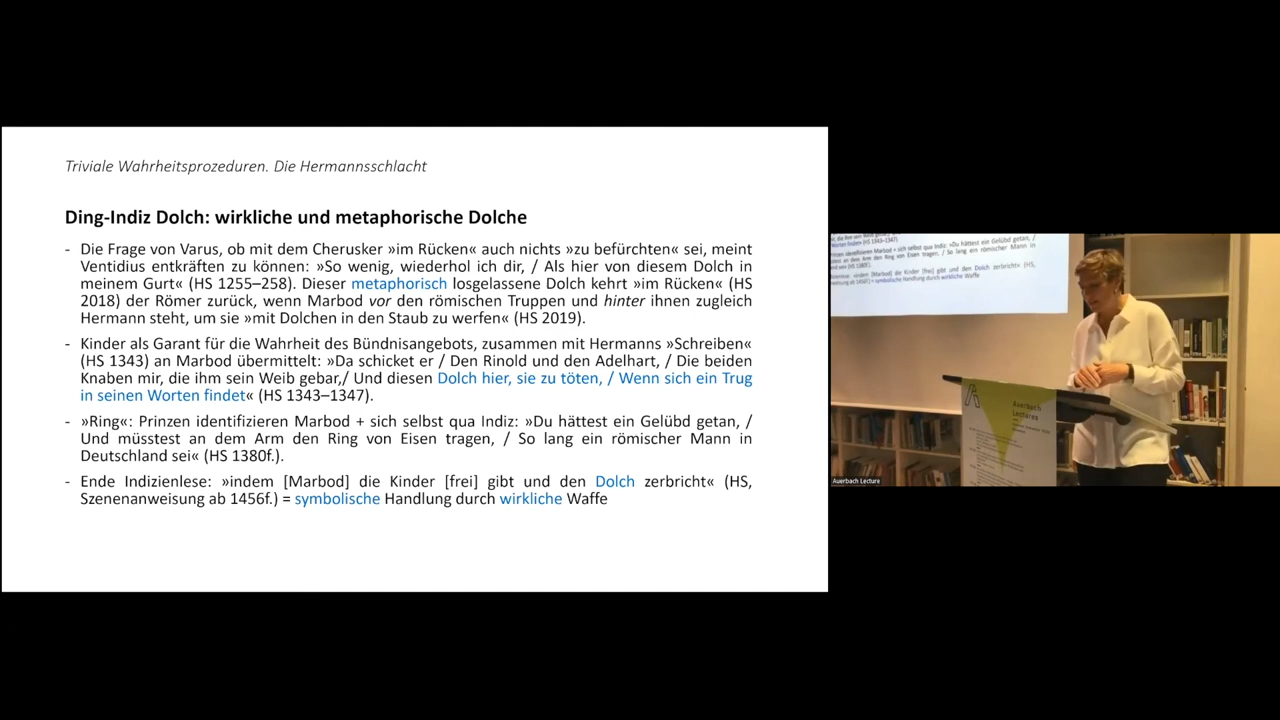 Triviale Wahrheitsprozeduren. Die Hermannsschlacht
Ding-Indiz Dolch: wirkliche und metaphorische Dolche
- Die Frage von Varus, ob mit dem Cherusker »im Rücken« auch nichts »zu befürchten« sei, meint
Ventidius entkräften zu können: »So wenig, wiederhol ich dir, / Als hier von diesem Dolch in
meinem Gurt« (HS 1255–258). Dieser metaphorisch losgelassene Dolch kehrt »im Rücken« (HS
2018) der Römer zurück, wenn Marbod vor den römischen Truppen und hinter ihnen zugleich
Hermann steht, um sie »mit Dolchen in den Staub zu werfen« (HS 2019).
- Kinder als Garant für die Wahrheit des Bündnisangebots, zusammen mit Hermanns »Schreiben«
(HS 1343) an Marbod übermittelt: »Da schicket er / Den Rinold und den Adelhart, / Die beiden
Knaben mir, die ihm sein Weib gebar,/ Und diesen Dolch hier, sie zu töten, / Wenn sich ein Trug
in seinen Worten findet« (HS 1343–1347).
- »Ring«: Prinzen identifizieren Marbod + sich selbst qua Indiz: »Du hättest ein Gelübd getan, /
Und müsstest an dem Arm den Ring von Eisen tragen, / So lang ein römischer Mann in
Deutschland sei« (HS 1380f.).
- Ende Indizienlese: »indem [Marbod] die Kinder [frei] gibt und den Dolch zerbricht« (HS,
Szenenanweisung ab 1456f.) = symbolische Handlung durch wirkliche Waffe
Auerbach
Lectures
Auerbach Lecture